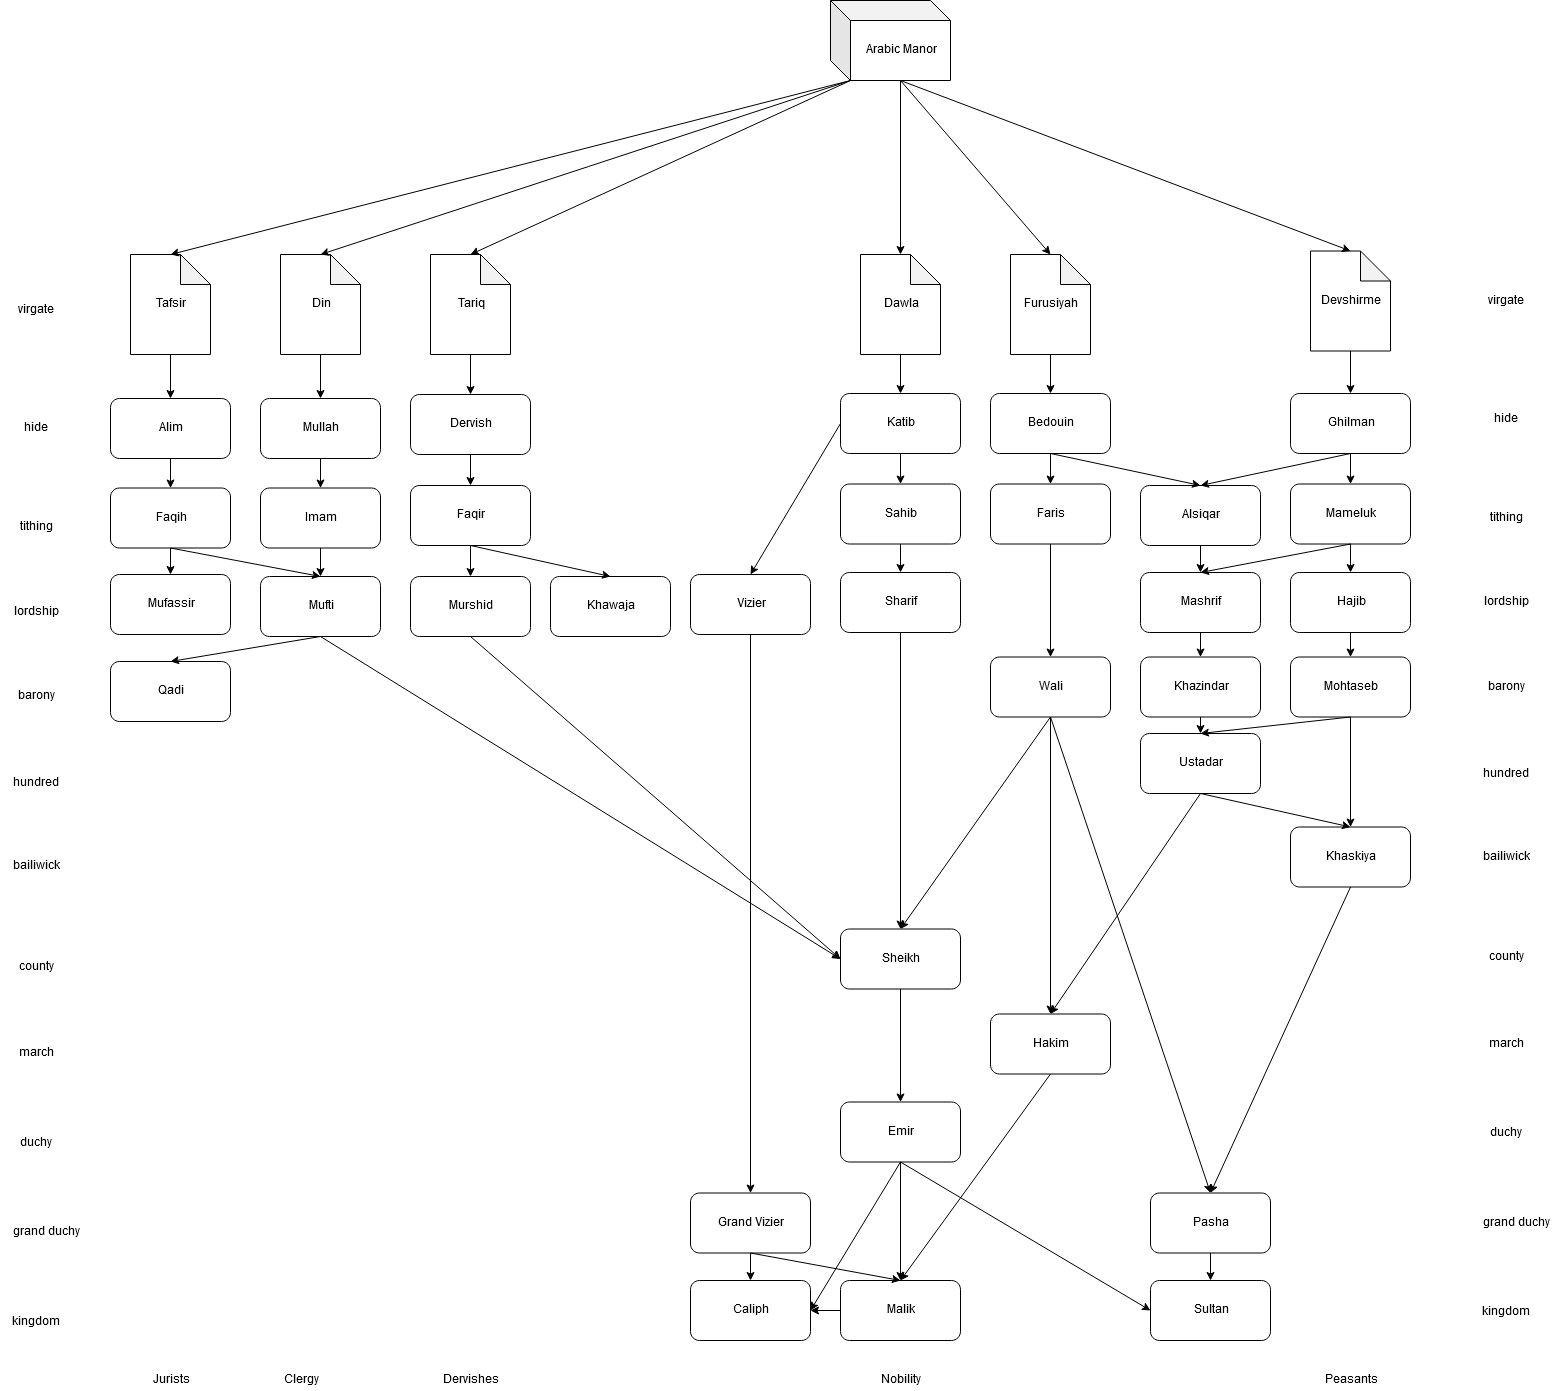 Arabic Manor
Tafsir
Din
Tariq
Dawla
Furusiyah
Devshirme
virgate
virgate
Alim
Mullah
Dervish
Katib
Bedouin
Ghilman
hide
hide
Faqih
Imam
Faqir
Sahib
Faris
Alsiqar
Mameluk
tithing
tithing
Mufassir
Mufti
Murshid
Khawaja
Vizier
Sharif
Mashrif
Hajib
lordship
lordship
Qadi
Wali
Khazindar
Mohtaseb
barony
barony
Ustadar
hundred
hundred
Khaskiya
bailiwick
bailiwick
Sheikh
county
county
Hakim
march
march
Emir
duchy
duchy
Grand Vizier
Pasha
grand duchy
grand duchy
Caliph
Malik
Sultan
kingdom
kingdom
Jurists
Clergy
Dervishes
Nobility
Peasants